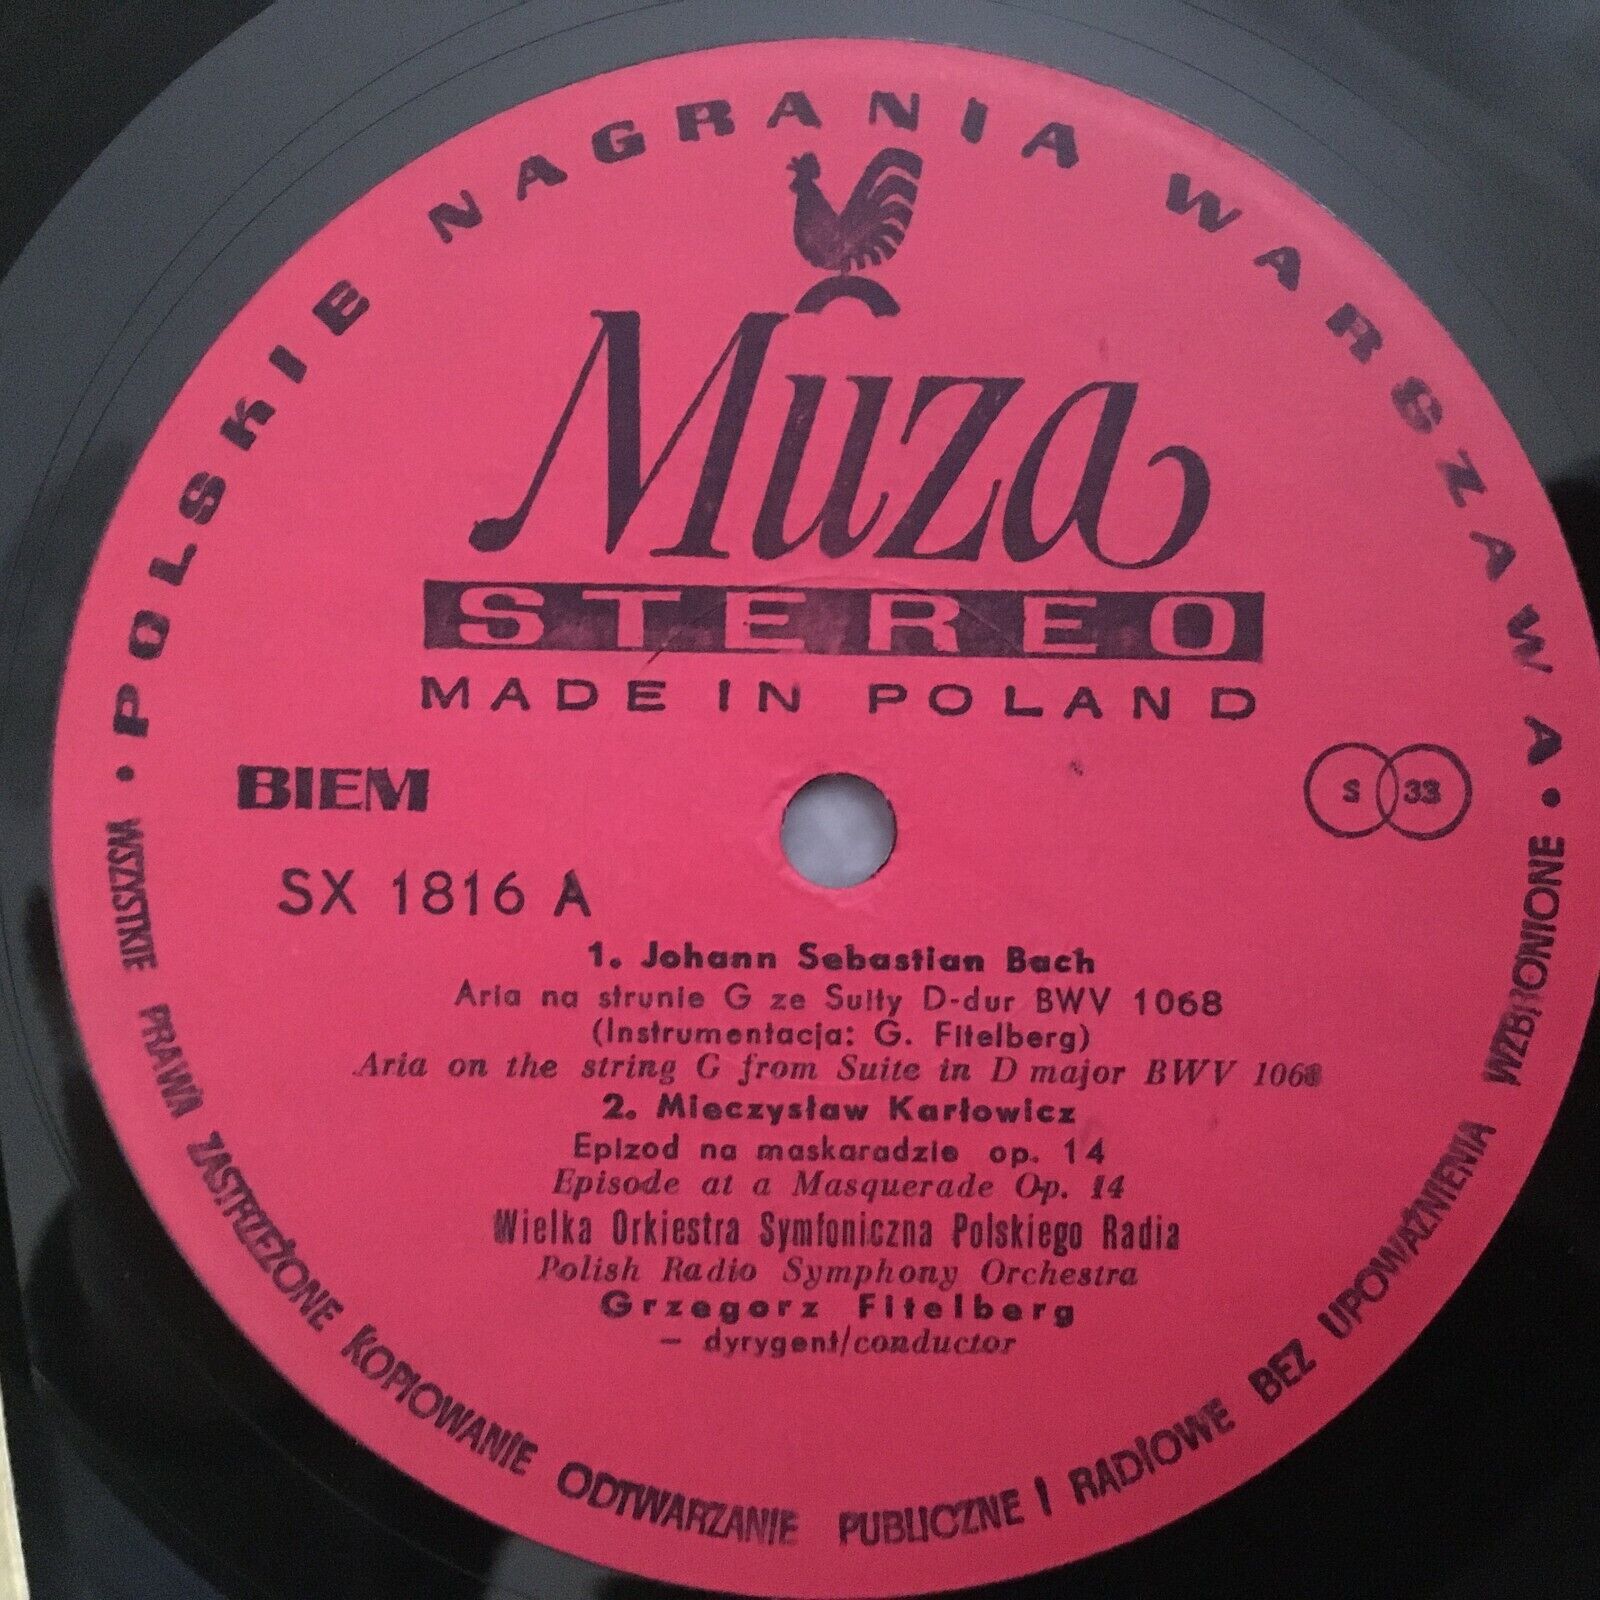 • POLSKIE NAGRANIA WARSZAWA •
Muza
STEREO
MADE IN POLAND
BIEM
S 33
SX 1816 A
1. Johann Sebastian Bach
Aria na strunie G ze Suity D-dur BWV 1068
(Instrumentacja: G. Fitelberg)
Aria on the string G from Suite in D major BWV 1068
2. Mieczysław Karłowicz
Epizod na maskaradzie op. 14
Episode at a Masquerade Op. 14
Wielka Orkiestra Symfoniczna Polskiego Radia
Polish Radio Symphony Orchestra
Grzegorz Fitelberg
– dyrygent/conductor
WSZYSTKIE PRAWA ZASTRZEŻONE KOPIOWANIE ODTWARZANIE PUBLICZNE I RADIOWE BEZ UPOWAŻNIENIA WZBRONIONE